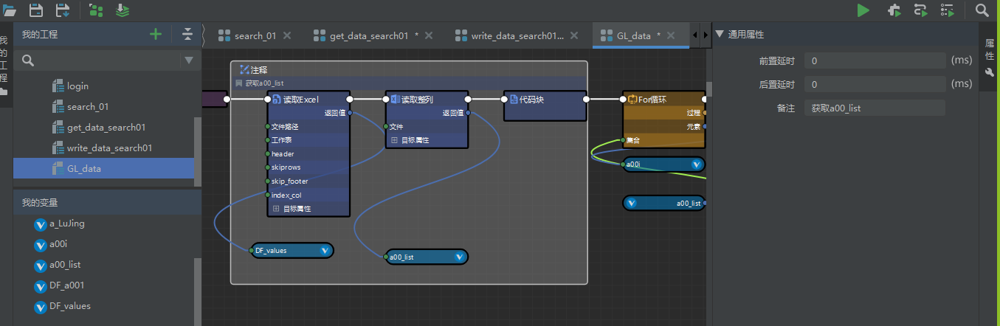 我的工程
我的工程
login
search_01
get_data_search01
write_data_search01
GL_data
我的变量
a_LuJing
a00i
a00_list
DF_a001
DF_values
search_01
get_data_search01 *
write_data_search01...
GL_data *
注释
获取a00_list
读取Excel
返回值
文件路径
工作表
header
skiprows
skip_footer
index_col
目标属性
DF_values
读取整列
返回值
文件
目标属性
a00_list
代码块
For循环
过程
元素
集合
a00i
a00_list
通用属性
前置延时 0 (ms)
后置延时 0 (ms)
备注 获取a00_list
属性